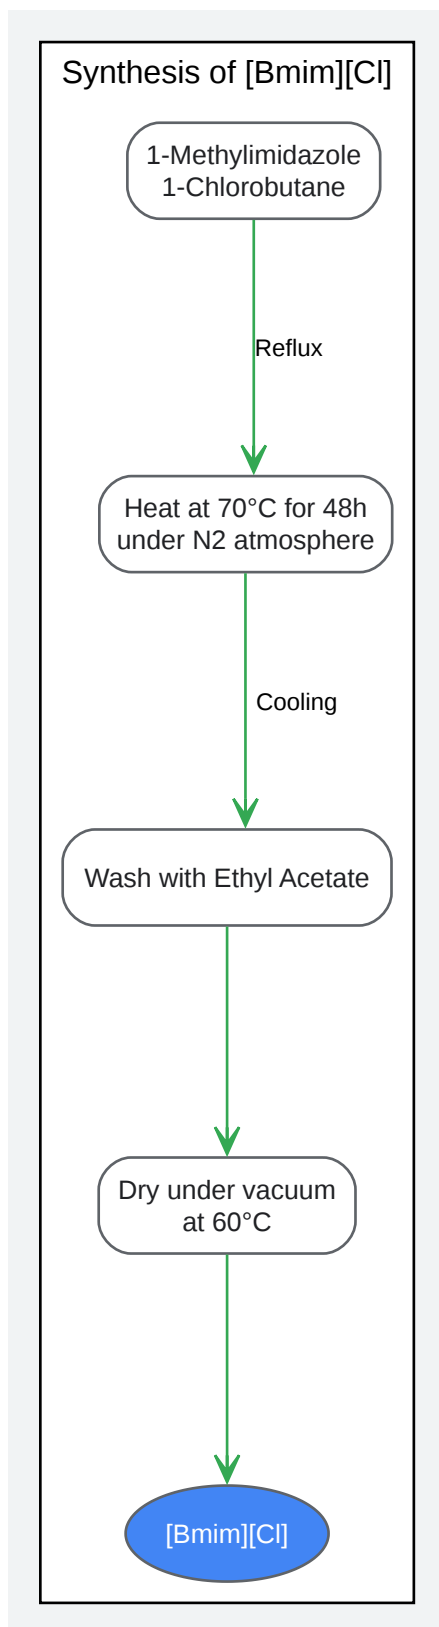 Synthesis of [Bmim][Cl]
1-Methylimidazole
1-Chlorobutane
Reflux
Heat at 70°C for 48h
under N2 atmosphere
Cooling
Wash with Ethyl Acetate
Dry under vacuum
at 60°C
[Bmim][Cl]